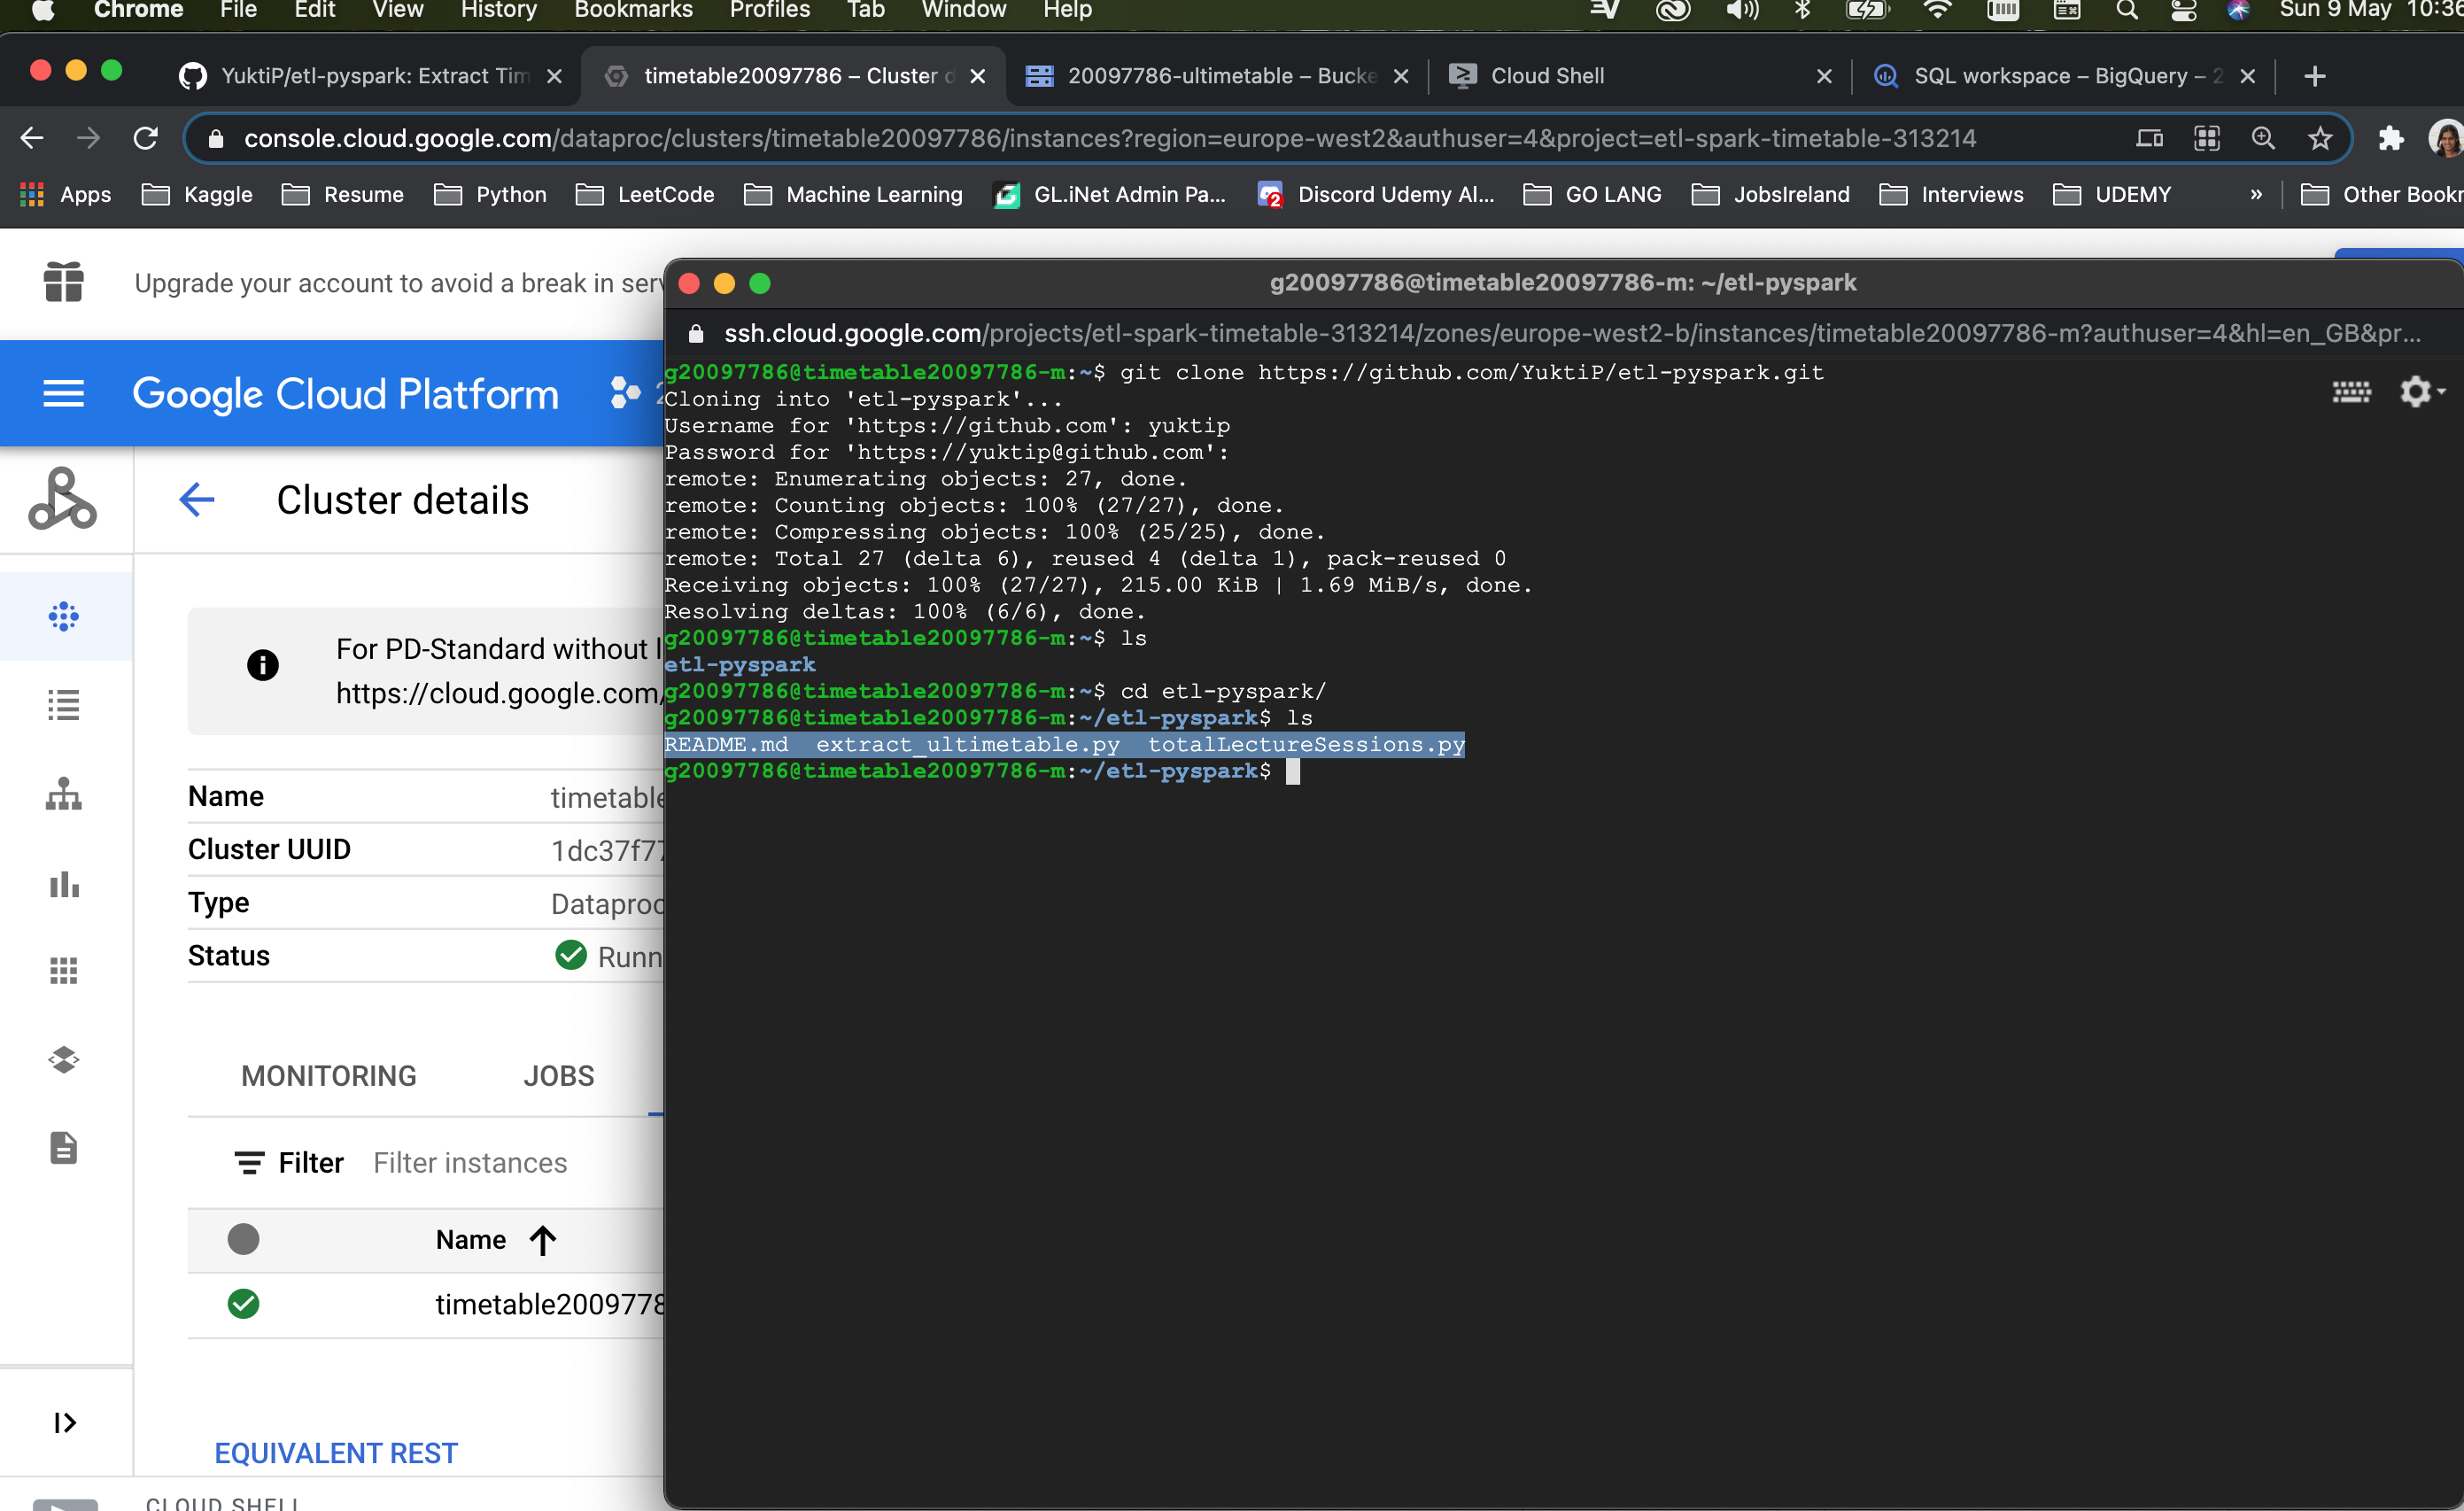 Chrome File Edit View History Bookmarks Profiles Tab Window Help Sun 9 May 10:36
YuktiP/etl-pyspark: Extract Tim timetable20097786 – Cluster d 20097786-ultimetable – Bucke Cloud Shell SQL workspace – BigQuery – 2
console.cloud.google.com/dataproc/clusters/timetable20097786/instances?region=europe-west2&authuser=4&project=etl-spark-timetable-313214
Apps Kaggle Resume Python LeetCode Machine Learning GL.iNet Admin Pa... 2 Discord Udemy Al... GO LANG JobsIreland Interviews UDEMY » Other Bookr
Upgrade your account to avoid a break in serv
g20097786@timetable20097786-m: ~/etl-pyspark
ssh.cloud.google.com/projects/etl-spark-timetable-313214/zones/europe-west2-b/instances/timetable20097786-m?authuser=4&hl=en_GB&pr...
g20097786@timetable20097786-m:~$ git clone https://github.com/YuktiP/etl-pyspark.git
Cloning into 'etl-pyspark'...
Username for 'https://github.com': yuktip
Password for 'https://yuktip@github.com':
remote: Enumerating objects: 27, done.
remote: Counting objects: 100% (27/27), done.
remote: Compressing objects: 100% (25/25), done.
remote: Total 27 (delta 6), reused 4 (delta 1), pack-reused 0
Receiving objects: 100% (27/27), 215.00 KiB | 1.69 MiB/s, done.
Resolving deltas: 100% (6/6), done.
g20097786@timetable20097786-m:~$ ls
etl-pyspark
g20097786@timetable20097786-m:~$ cd etl-pyspark/
g20097786@timetable20097786-m:~/etl-pyspark$ ls
README.md extract_ultimetable.py totalLectureSessions.py
g20097786@timetable20097786-m:~/etl-pyspark$
Google Cloud Platform 2
Cluster details
For PD-Standard without l
https://cloud.google.com/
Name timetable
Cluster UUID 1dc37f77
Type Dataproc
Status Runn
MONITORING JOBS
Filter Filter instances
Name
timetable2009778
EQUIVALENT REST
CLOUD SHELL